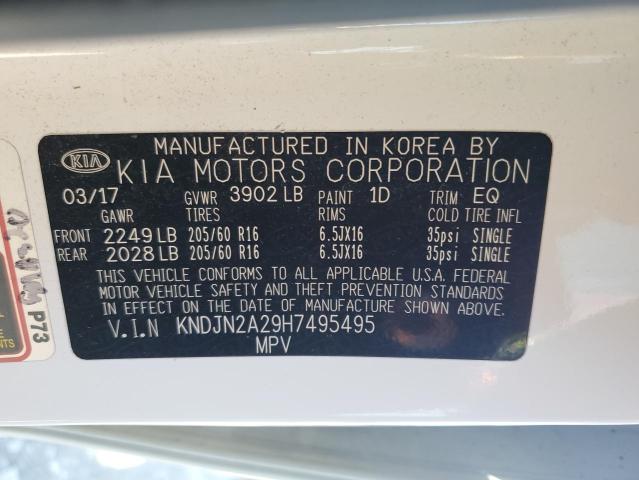 MANUFACTURED IN KOREA BY
KIA KIA MOTORS CORPORATION
03/17 GVWR 3902 LB PAINT 1D TRIM EQ
GAWR TIRES RIMS COLD TIRE INFL
FRONT 2249 LB 205/60 R16 6.5JX16 35psi SINGLE
REAR 2028 LB 205/60 R16 6.5JX16 35psi SINGLE
THIS VEHICLE CONFORMS TO ALL APPLICABLE U.S.A. FEDERAL
MOTOR VEHICLE SAFETY AND THEFT PREVENTION STANDARDS
IN EFFECT ON THE DATE OF MANUFACTURE SHOWN ABOVE.
V.I.N KNDJN2A29H7495495
MPV
P73